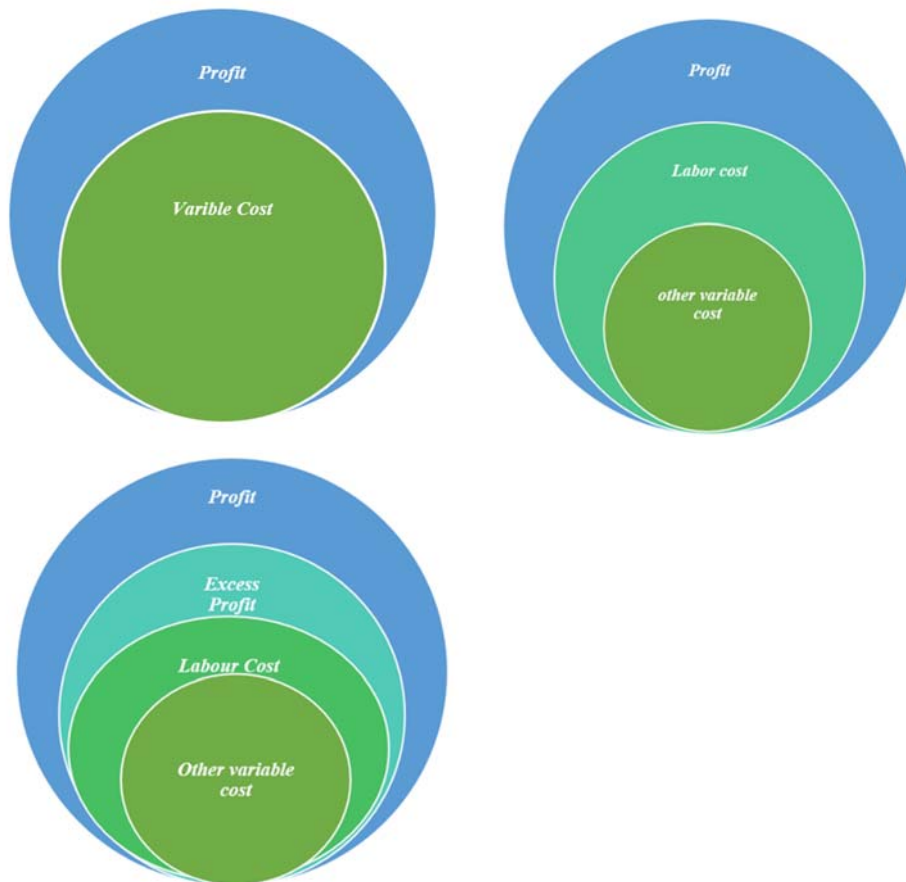 Profit
Varible Cost
Profit
Labor cost
other variable
cost
Profit
Excess
Profit
Labour Cost
Other variable
cost